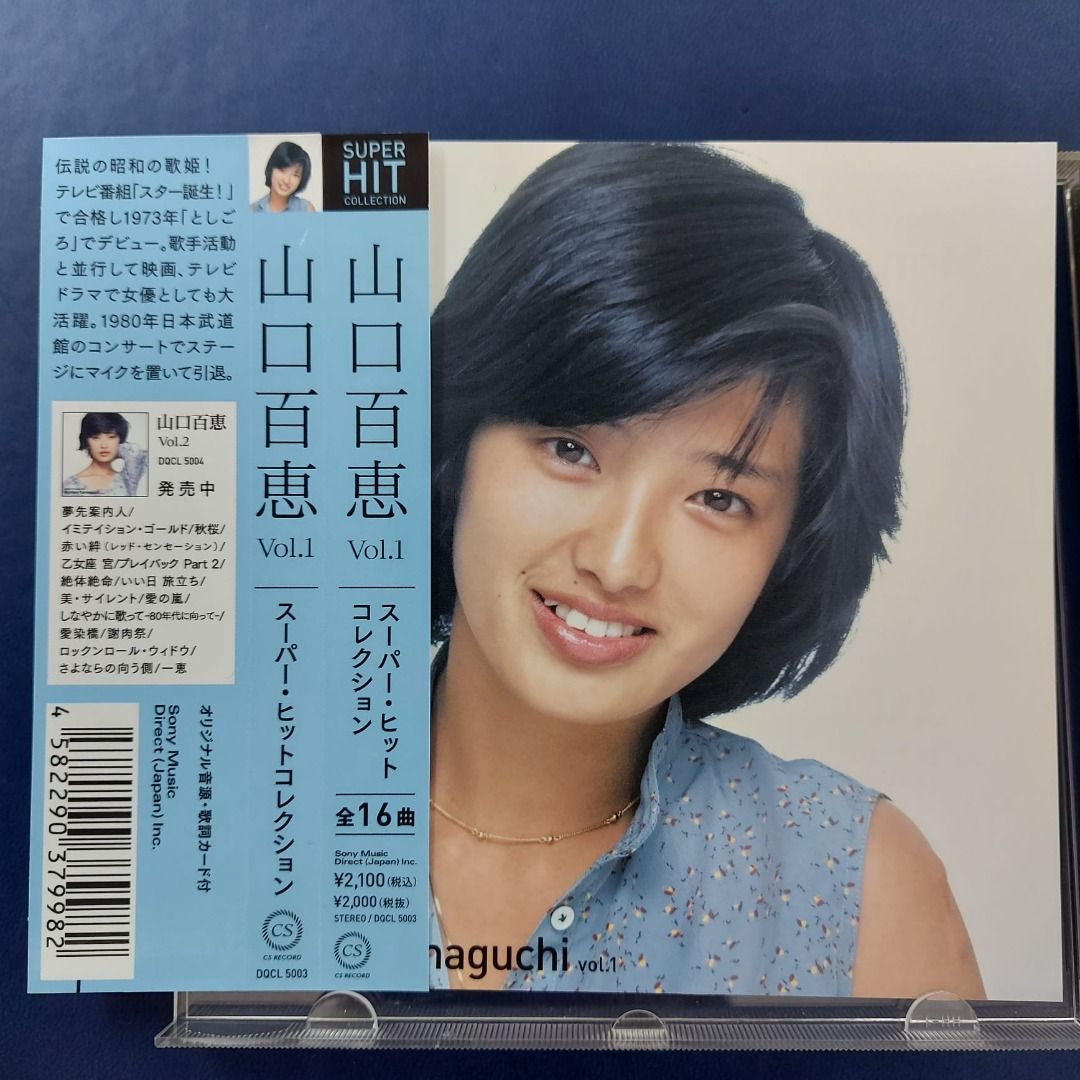 伝説の昭和の歌姫！
テレビ番組「スター誕生！」
で合格し1973年「としご
ろ」でデビュー。歌手活動
と並行して映画、テレビ
ドラマで女優としても大
活躍。1980年日本武道
館のコンサートでステー
ジにマイクを置いて引退。
山口百恵
Vol.2
DQCL 5004
発売中
夢先案内人/
イミテイション・ゴールド/秋桜/
赤い絆（レッド・センセーション）/
乙女座 宮/プレイバック Part 2/
絶体絶命/いい日 旅立ち/
美・サイレント/愛の嵐/
しなやかに歌って-80年代に向って-/
愛染橋/謝肉祭/
ロックンロール・ウィドウ/
さよならの向う側/一恵
オリジナル音源・歌詞カード付
Sony Music
Direct (Japan) Inc.
4 582290 379982
山口百恵
Vol.1
スーパー・ヒットコレクション
CS
CS RECORD
DQCL 5003
SUPER
HIT
COLLECTION
山口百恵
Vol.1
スーパー・ヒット
コレクション
全16曲
Sony Music
Direct (Japan) Inc.
¥2,100(税込)
¥2,000(税抜)
STEREO / DQCL 5003
CS
CS RECORD
naguchi vol.1